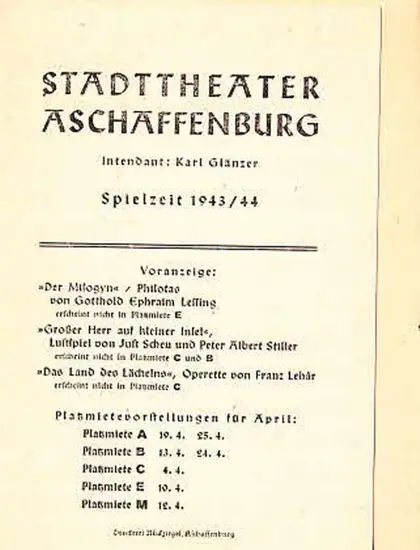 STADTTHEATER
ASCHAFFENBURG
Intendant: Karl Glanzer
Spielzeit 1943/44
Voranzeige:
»Der Misogyn« / Philotas
von Gotthold Ephraim Lessing
erscheint nicht in Platzmiete E
»Großer Herr auf kleiner Insel«,
Lustspiel von Just Scheu und Peter Albert Stiller
erscheint nicht in Platzmiete C und B
»Das Land des Lächelns«, Operette von Franz Lehár
erscheint nicht in Platzmiete C
Platzmietevorstellungen für April:
Platzmiete A 19. 4. 25. 4.
Platzmiete B 13. 4. 24. 4.
Platzmiete C 4. 4.
Platzmiete E 10. 4.
Platzmiete M 12. 4.
Druckerei Aschaffenburg